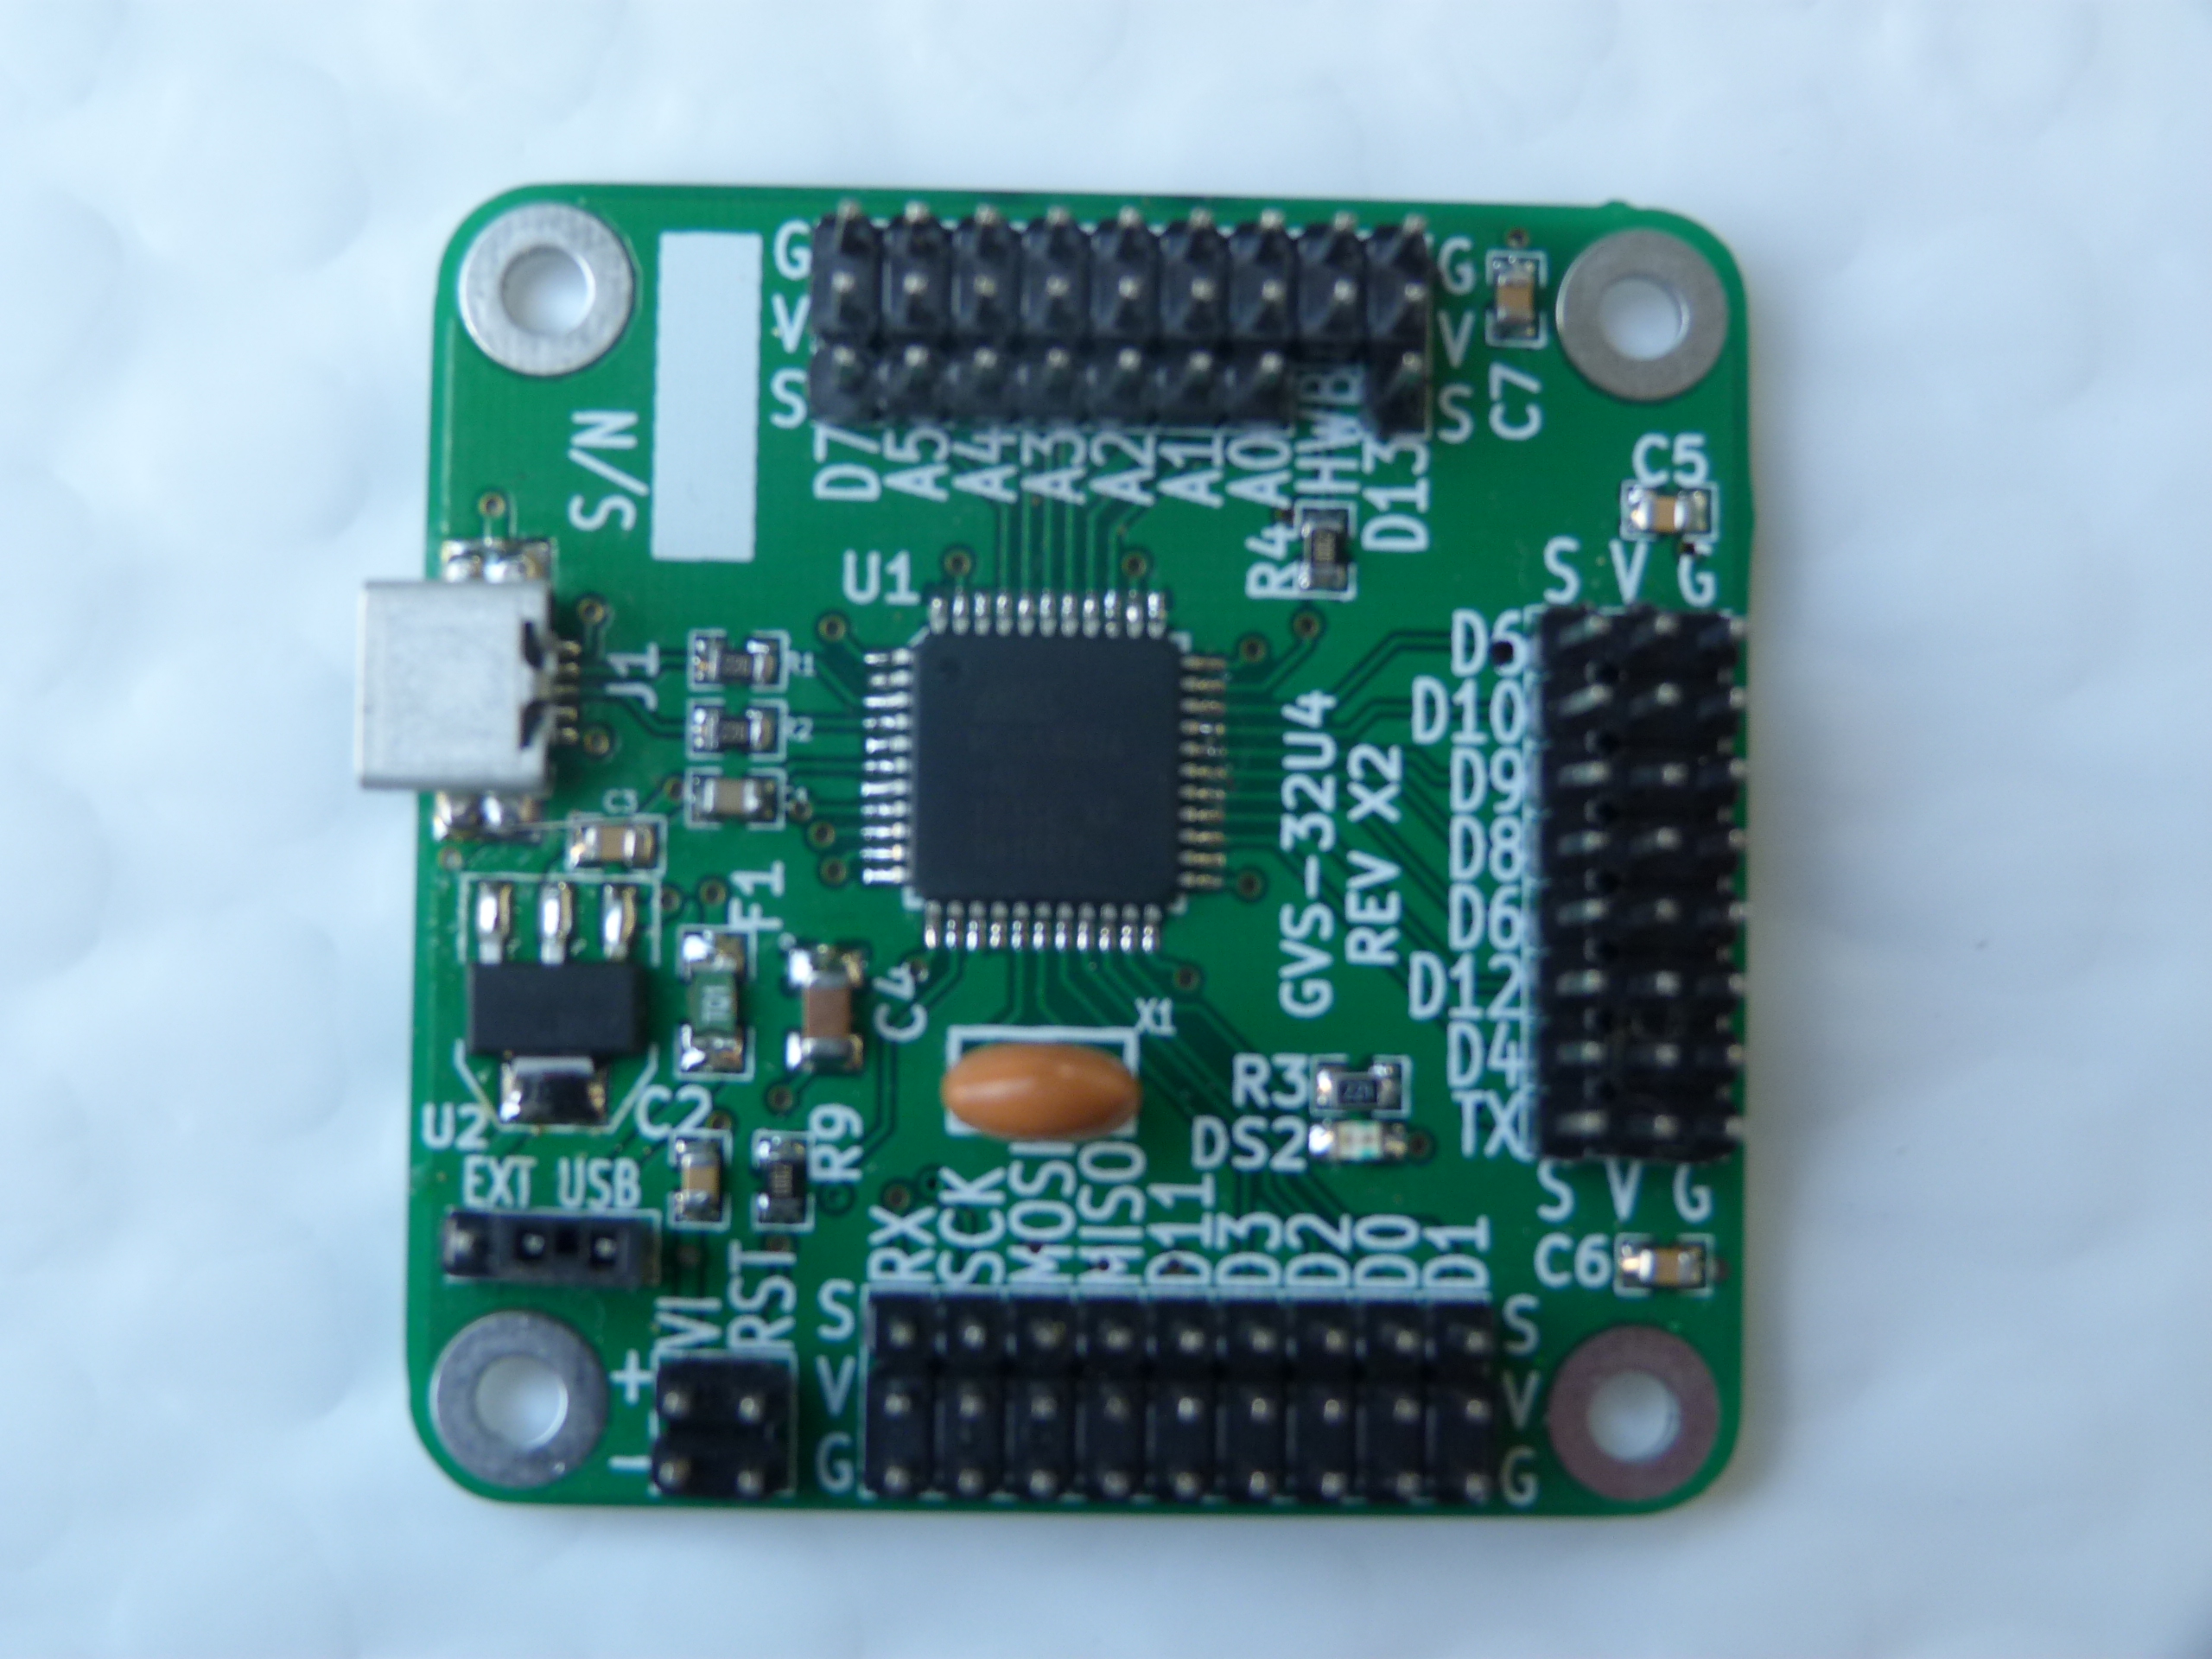 G
V
S
S/N
D7
A5
A4
A3
A2
A1
A0
HWB
D13
G
V
S
C7
C5
S V G
U1
R4
J1
R1
C3
F1
C4
GVS-32U4
REV X2
D5
D10
D9
D8
D6
D12
D4
TX
S V G
X1
R3
DS2
U2
C2
R9
EXT USB
RX
SCK
MOSI
MISO
D11
D3
D2
D0
D1
C6
VI
RST
+
-
S
V
G
S
V
G